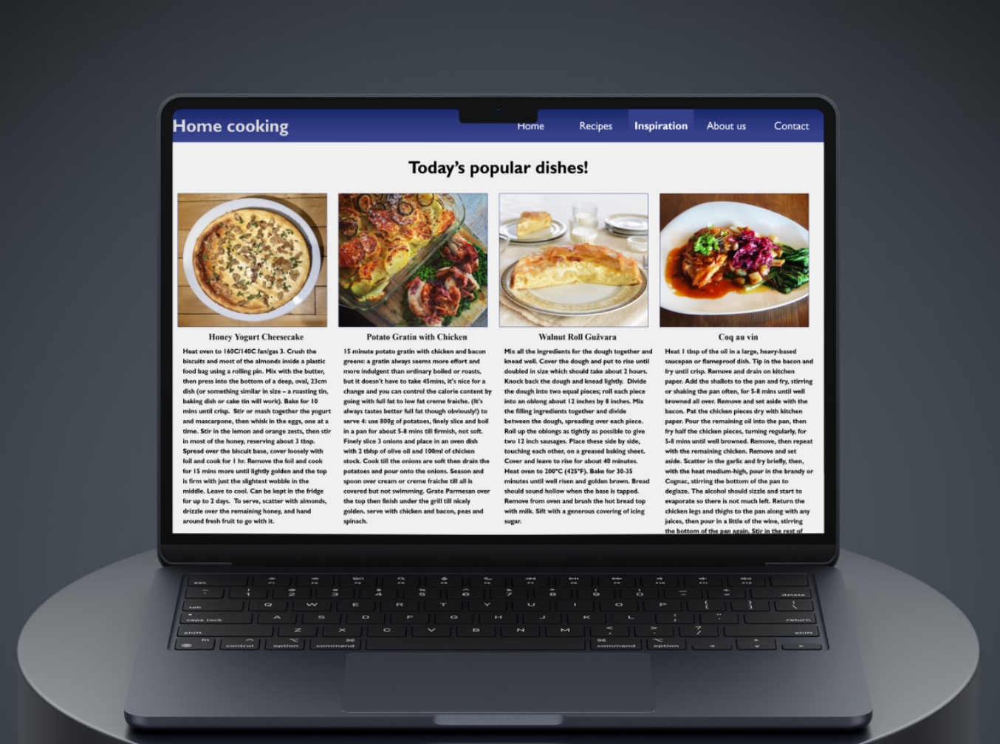 Home cooking
Home
Recipes
Inspiration
About us
Contact
Today's popular dishes!
Honey Yogurt Cheesecake
Heat oven to 160C/140C fan/gas 3. Crush the
biscuits and most of the almonds inside a plastic
food bag using a rolling pin. Mix with the butter,
then press into the bottom of a deep, oval, 23cm
dish (or something similar in size – a roasting tin,
baking dish or cake tin will work). Bake for 10
mins until crisp. Stir or mash together the yogurt
and mascarpone, then whisk in the eggs, one at a
time. Stir in the lemon and orange zests, then stir
in most of the honey, reserving about 3 tbsp.
Spread over the biscuit base, cover loosely with
foil and cook for 1 hr. Remove the foil and cook
for 15 mins more until lightly golden and the top
is firm with just the slightest wobble in the
middle. Leave to cool. Can be kept in the fridge
for up to 2 days. To serve, scatter with almonds,
drizzle over the remaining honey, and hand
around fresh fruit to go with it.
Potato Gratin with Chicken
15 minute potato gratin with chicken and bacon
greens: a gratin always seems more effort and
more indulgent than ordinary boiled or roasts,
but it doesn't have to take 45mins, it's nice for a
change and you can control the calorie content by
going with full fat to low fat creme fraiche. (It's
always tastes better full fat though obviously!) to
serve 4: use 800g of potatoes, finely slice and boil
in a pan for about 5-8 mins till firmish, not soft.
Finely slice 3 onions and place in an oven dish
with 2 tblsp of olive oil and 100ml of chicken
stock. Cook till the onions are soft then drain the
potatoes and pour onto the onions. Season and
spoon over cream or creme fraiche till all is
covered but not swimming. Grate Parmesan over
the top then finish under the grill till nicely
golden. serve with chicken and bacon, peas and
spinach.
Walnut Roll Gužvara
Mix all the ingredients for the dough together and
knead well. Cover the dough and put to rise until
doubled in size which should take about 2 hours.
Knock back the dough and knead lightly. Divide
the dough into two equal pieces; roll each piece
into an oblong about 12 inches by 8 inches. Mix
the filling ingredients together and divide
between the dough, spreading over each piece.
Roll up the oblongs as tightly as possible to give
two 12 inch sausages. Place these side by side,
touching each other, on a greased baking sheet.
Cover and leave to rise for about 40 minutes.
Heat oven to 200°C (425°F). Bake for 30-35
minutes until well risen and golden brown. Bread
should sound hollow when the base is tapped.
Remove from oven and brush the hot bread top
with milk. Sift with a generous covering of icing
sugar.
Coq au vin
Heat 1 tbsp of the oil in a large, heavy-based
saucepan or flameproof dish. Tip in the bacon and
fry until crisp. Remove and drain on kitchen
paper. Add the shallots to the pan and fry, stirring
or shaking the pan often, for 5-8 mins until well
browned all over. Remove and set aside with the
bacon. Pat the chicken pieces dry with kitchen
paper. Pour the remaining oil into the pan, then
fry half the chicken pieces, turning regularly, for
5-8 mins until well browned. Remove, then repeat
with the remaining chicken. Remove and set
aside. Scatter in the garlic and fry briefly, then,
with the heat medium-high, pour in the brandy or
Cognac, stirring the bottom of the pan to
deglaze. The alcohol should sizzle and start to
evaporate so there is not much left. Return the
chicken legs and thighs to the pan along with any
juices, then pour in a little of the wine, stirring
the bottom of the pan again. Stir in the rest of
esc
1 2 3 4 5 6 7 8 9 0 delete
tab Q W E R T Y U I O P
caps lock A S D F G H J K L return
shift Z X C V B N M shift
fn control option command command option